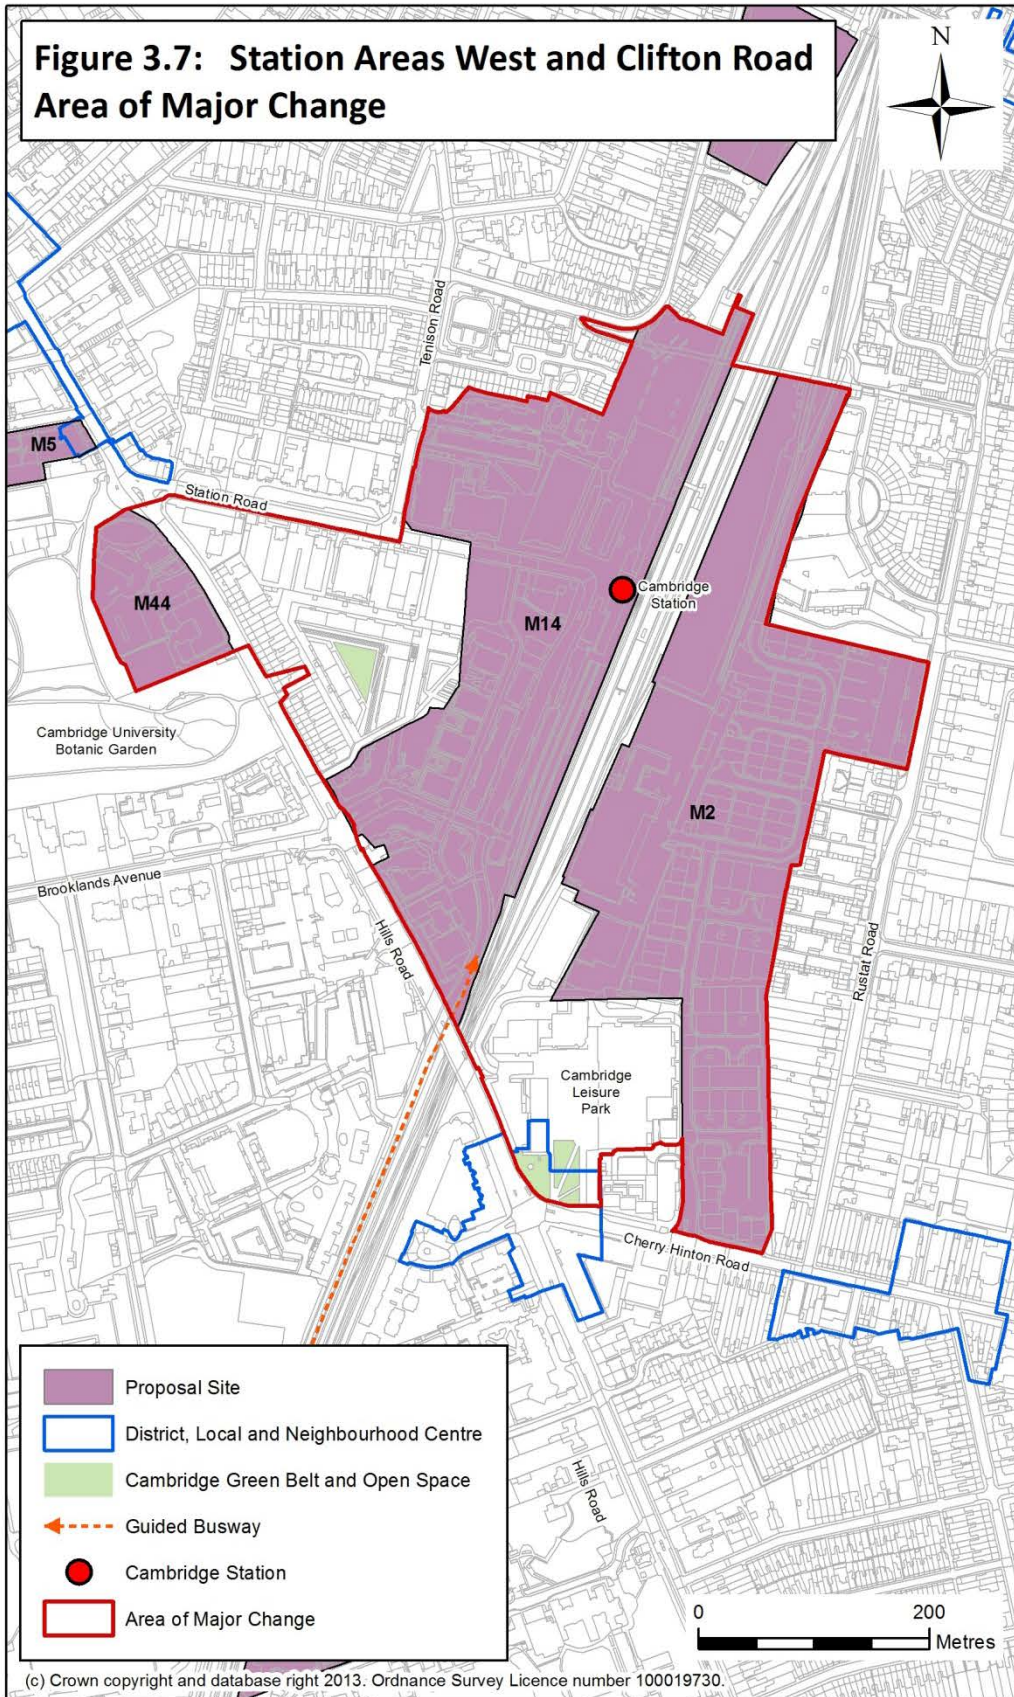 Figure 3.7: Station Areas West and Clifton Road
Area of Major Change
N
Tenison Road
M5
Station Road
M44
M14
Cambridge
Station
Cambridge University
Botanic Garden
M2
Brooklands Avenue
Hills Road
Rustat Road
Cambridge
Leisure
Park
Cherry Hinton Road
Hills Road
Proposal Site
District, Local and Neighbourhood Centre
Cambridge Green Belt and Open Space
Guided Busway
Cambridge Station
Area of Major Change
0 200
Metres
(c) Crown copyright and database right 2013. Ordnance Survey Licence number 100019730.